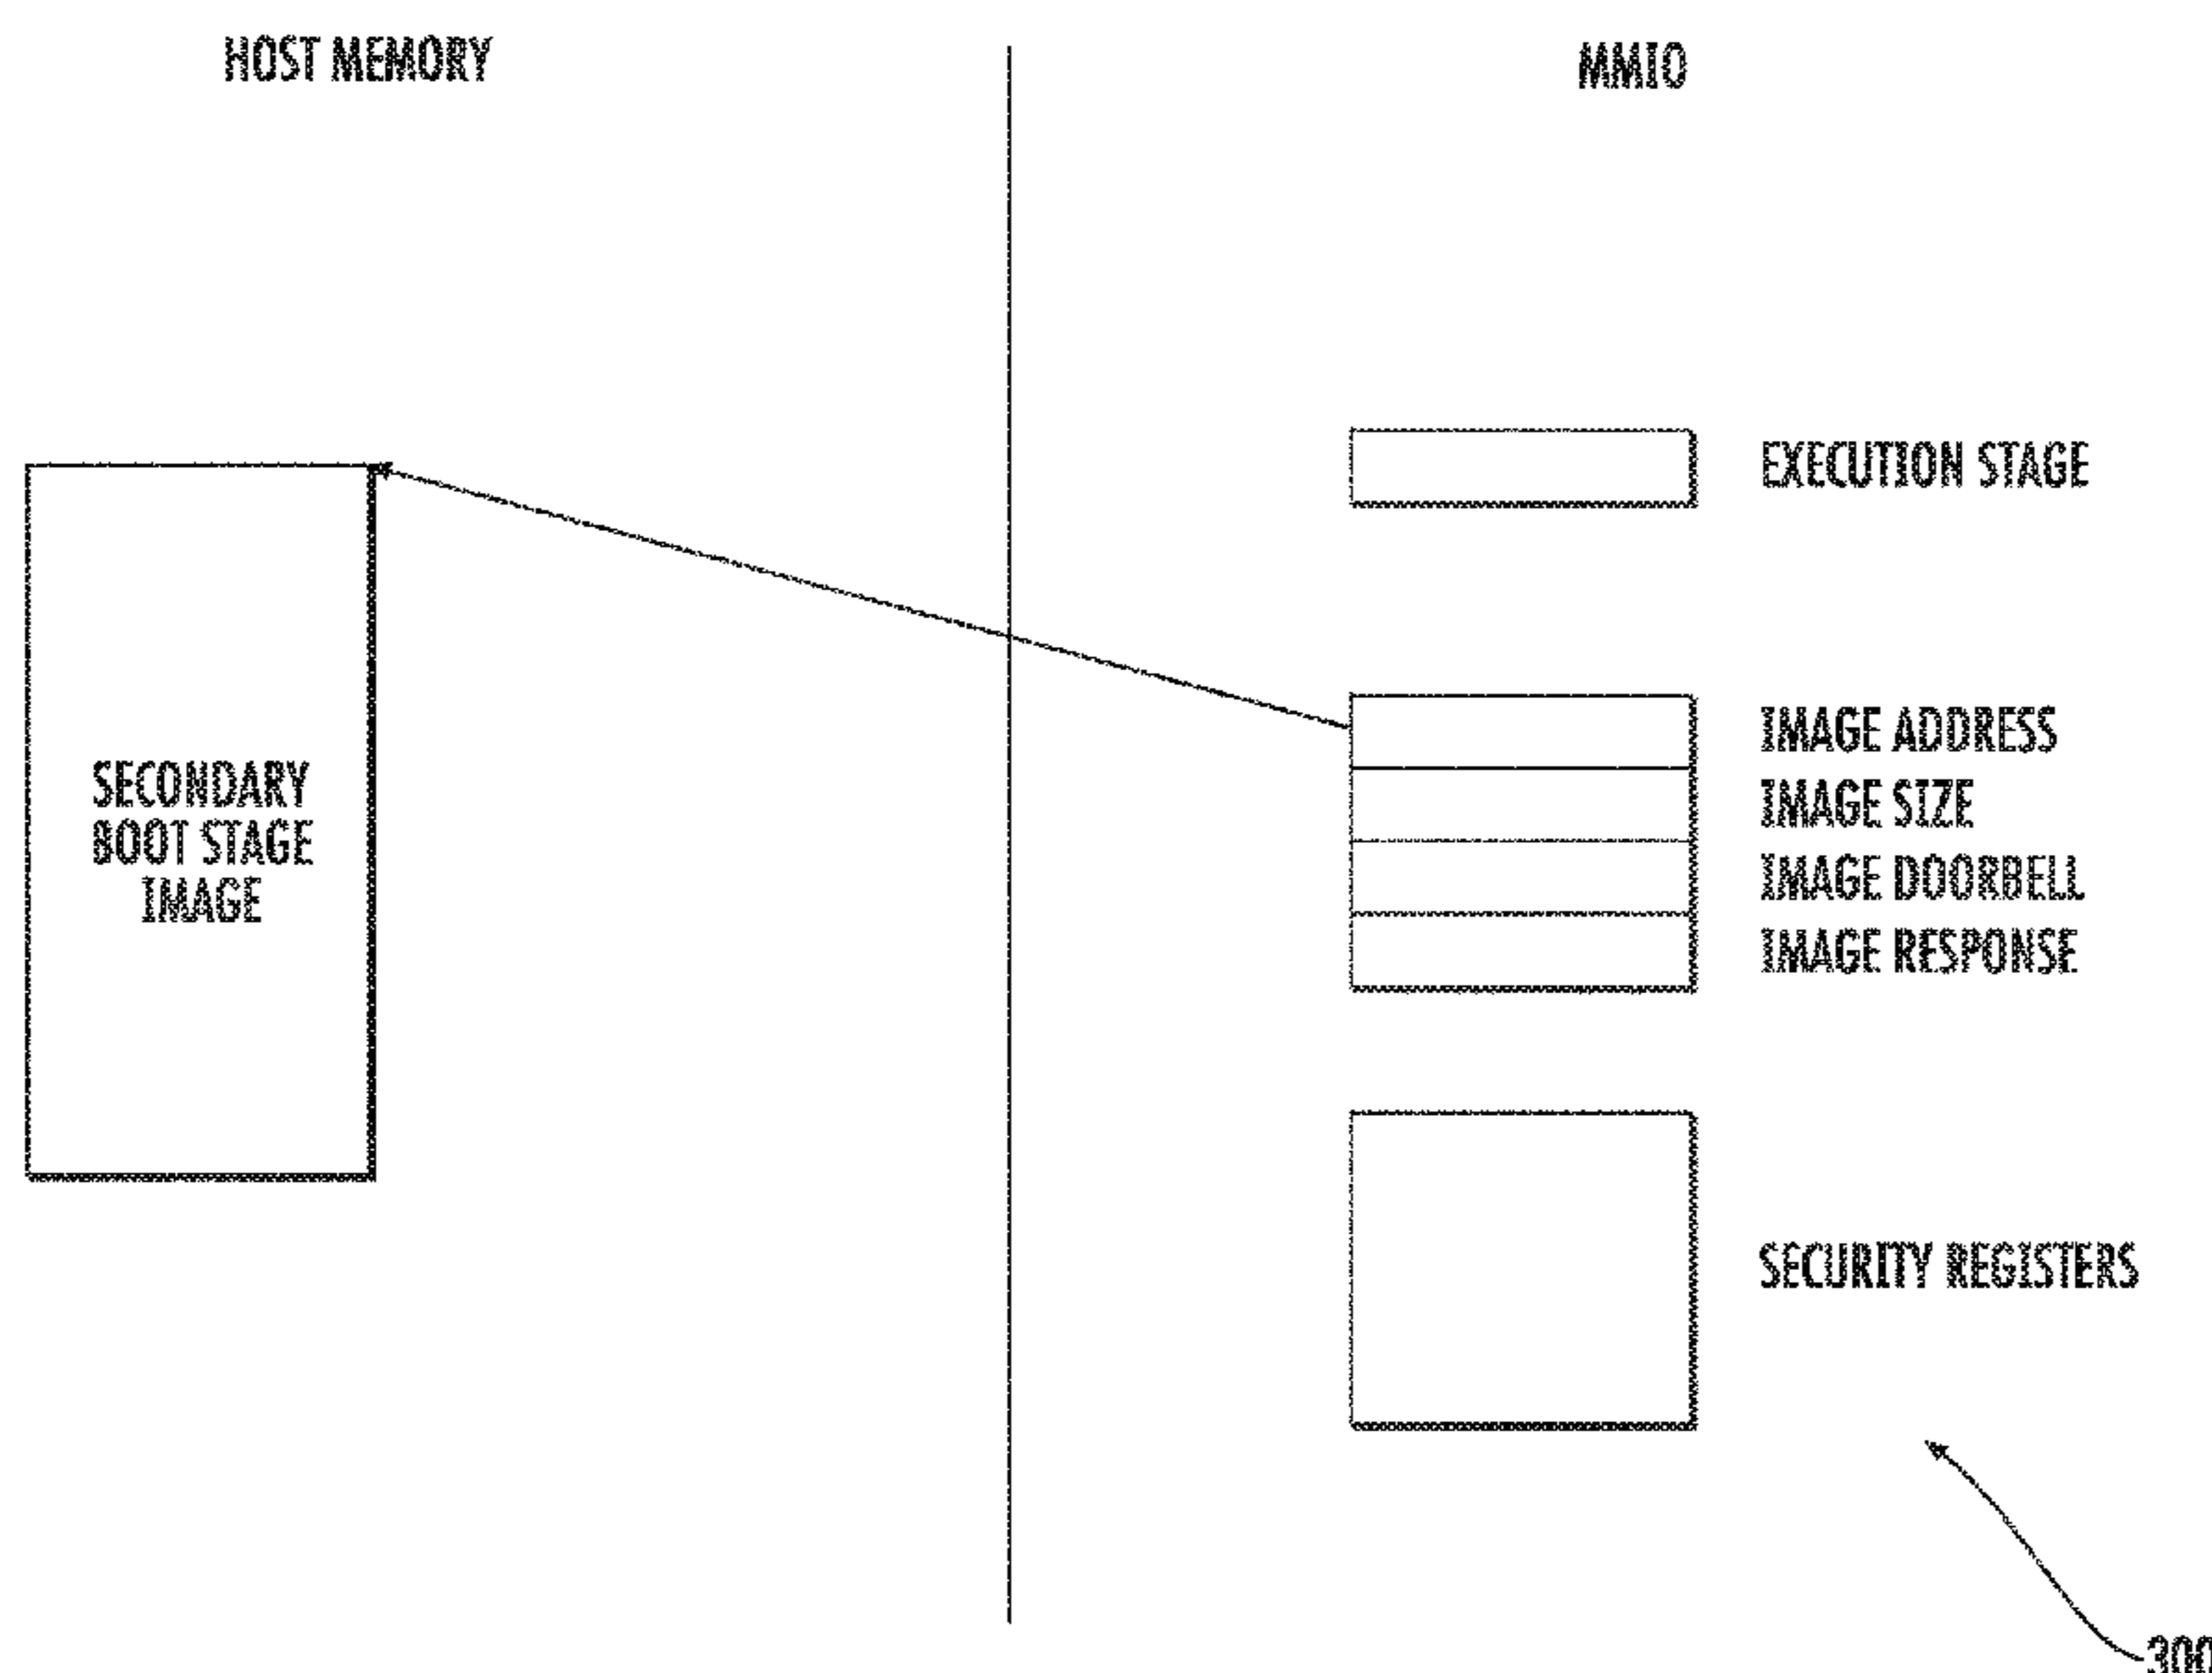 HOST MEMORY
MMIO
EXECUTION STAGE
SECONDARY
BOOT STAGE
IMAGE
IMAGE ADDRESS
IMAGE SIZE
IMAGE DOORBELL
IMAGE RESPONSE
SECURITY REGISTERS
300